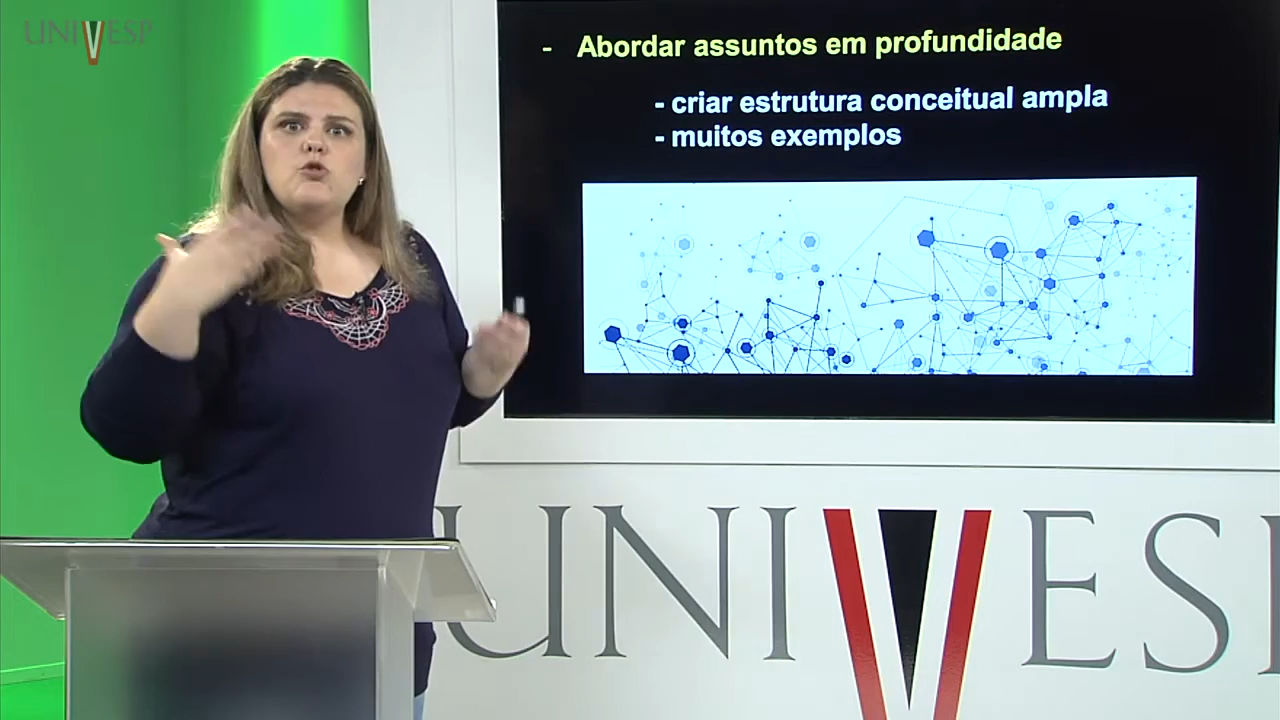 UNIVESP
- Abordar assuntos em profundidade
- criar estrutura conceitual ampla
- muitos exemplos
UNIVESP